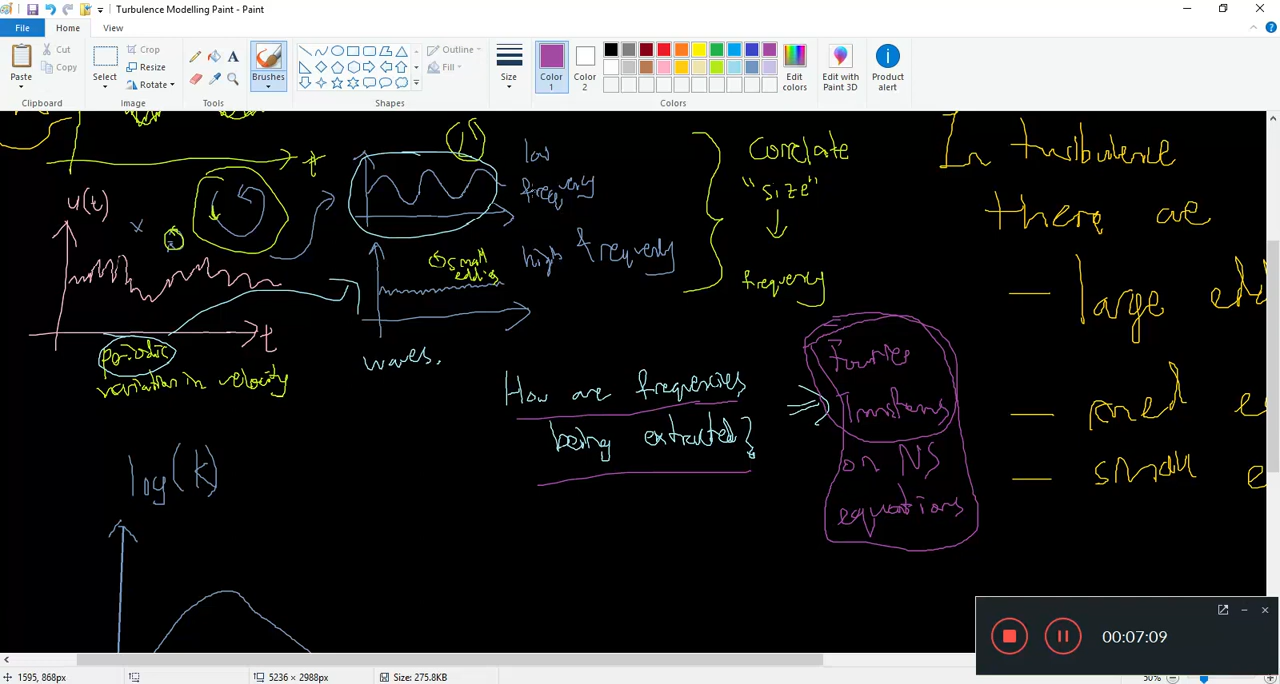 Turbulence Modelling Paint - Paint
File
Home
View
Paste
Cut
Copy
Clipboard
Select
Crop
Resize
Rotate
Image
Tools
Brushes
Shapes
Outline
Fill
Size
Color
1
Color
2
Edit
colors
Colors
Edit with
Paint 3D
Product
alert
t
u(t)
x
low
frequency
high frequency
small
eddies
t
periodic
variation in velocity
waves.
Correlate
"size"
frequency
How are frequencies
being extracted?
Fourier
Transforms
on NS
equations
In turbulence
there are
— large
— med
— small
log(k)
00:07:09
1595, 868px
5236 × 2988px
Size: 275.8KB
50%